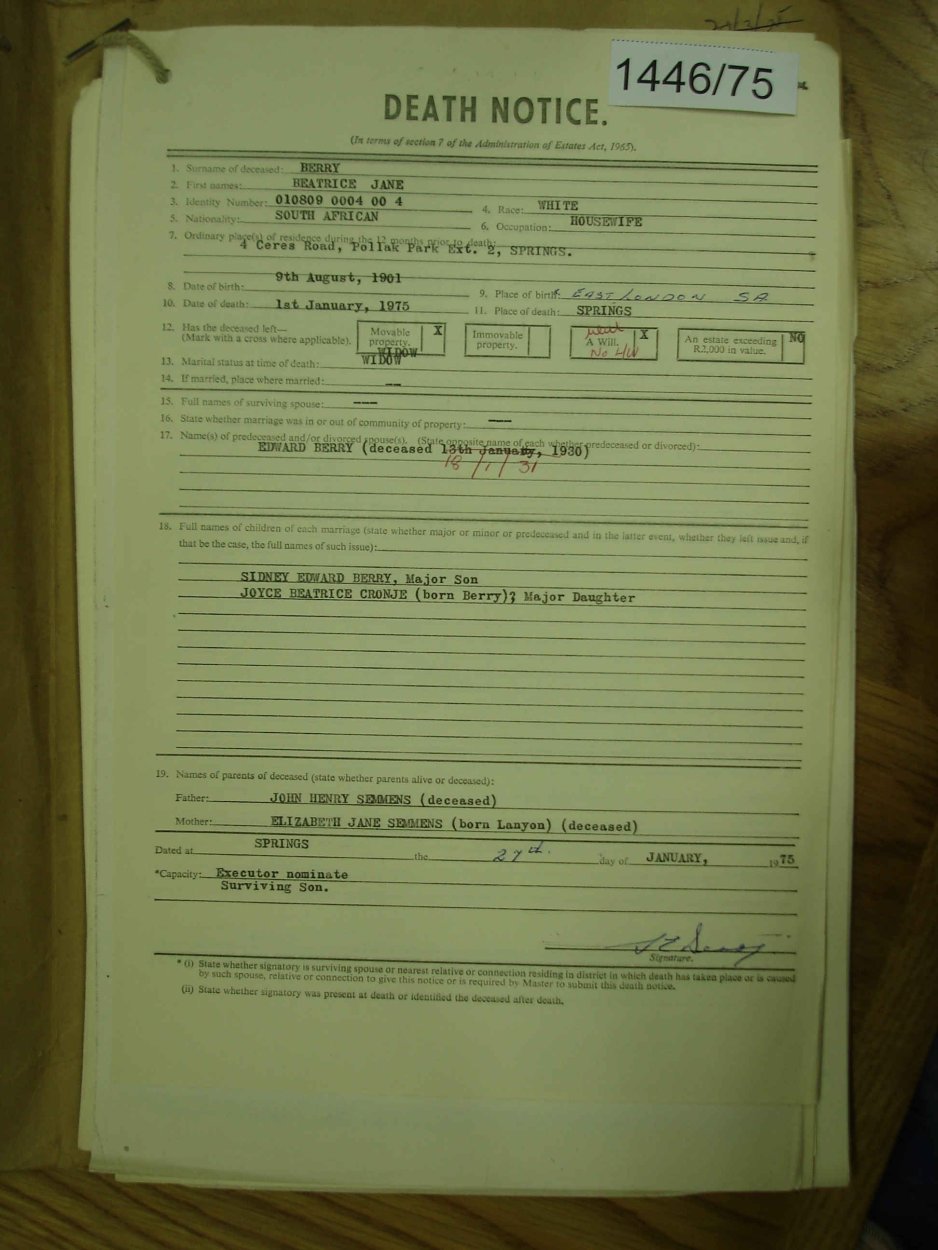 1446/75
DEATH NOTICE.
(In terms of section 7 of the Administration of Estates Act, 1965).
1. Surname of deceased: BERRY
2. First names: BEATRICE JANE
3. Identity Number: 010809 0004 00 4 4. Race: WHITE
5. Nationality: SOUTH AFRICAN 6. Occupation: HOUSEWIFE
7. Ordinary place(s) of residence during the 12 months prior to death:
4 Ceres Road, Pollak Park Ext. 2, SPRINGS.
8. Date of birth: 9th August, 1901 9. Place of birth: EAST LONDON SA
10. Date of death: 1st January, 1975 11. Place of death: SPRINGS
12. Has the deceased left—
(Mark with a cross where applicable).
Movable property. X
Immovable property.
A Will. X
No
An estate exceeding R2,000 in value. NO
WIDOW
13. Marital status at time of death: WIDOW
14. If married, place where married: --
15. Full names of surviving spouse: ---
16. State whether marriage was in or out of community of property: ---
17. Name(s) of predeceased and/or divorced spouse(s). (State opposite name of each whether predeceased or divorced):
EDWARD BERRY (deceased 13th January, 1930)
18/1/31
18. Full names of children of each marriage (state whether major or minor or predeceased and in the latter event, whether they left issue and, if
that be the case, the full names of such issue):
SIDNEY EDWARD BERRY, Major Son
JOYCE BEATRICE CRONJE (born Berry)? Major Daughter
19. Names of parents of deceased (state whether parents alive or deceased):
Father: JOHN HENRY SEMMENS (deceased)
Mother: ELIZABETH JANE SEMMENS (born Lanyon) (deceased)
Dated at SPRINGS the 27th. day of JANUARY, 1975
*Capacity: Executor nominate
Surviving Son.
Signature.
* (i) State whether signatory is surviving spouse or nearest relative or connection residing in district in which death has taken place or is caused
by such spouse, relative or connection to give this notice or is required by Master to submit this death notice.
(ii) State whether signatory was present at death or identified the deceased after death.